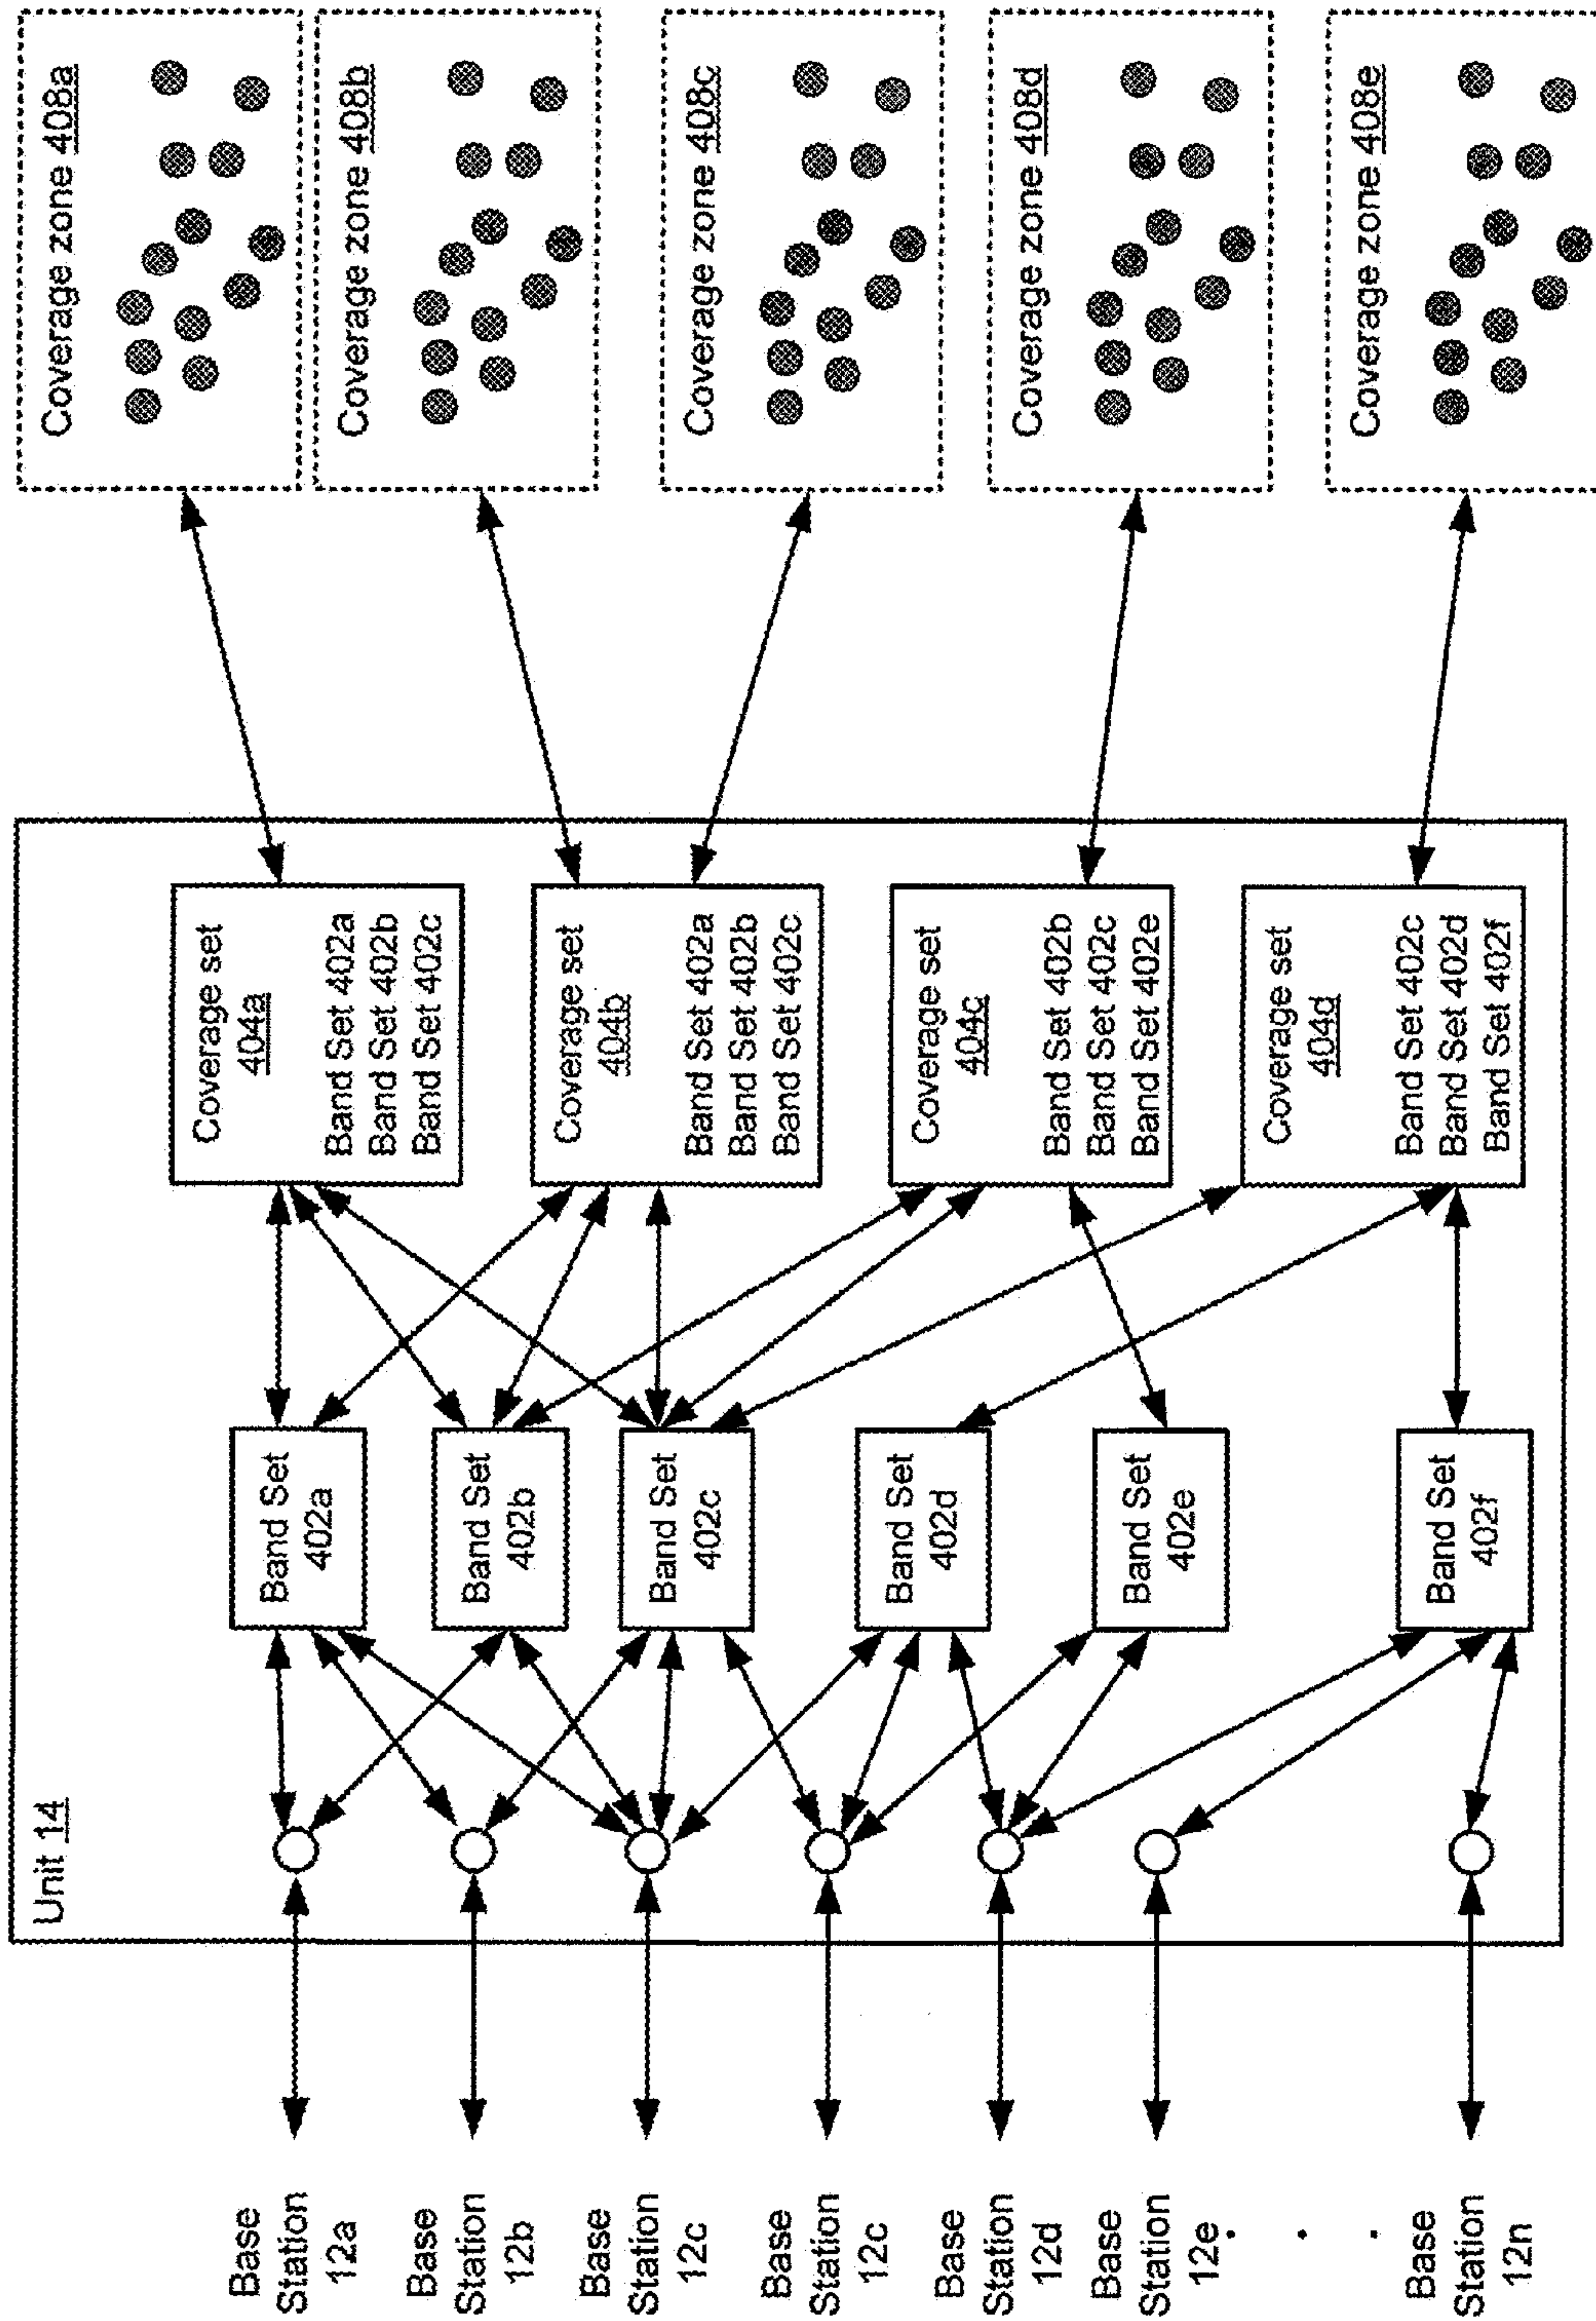 Unit 14
Base
Station
12a
Base
Station
12b
Base
Station
12c
Base
Station
12c
Base
Station
12d
Base
Station
12e
Base
Station
12n
Band Set
402a
Band Set
402b
Band Set
402c
Band Set
402d
Band Set
402e
Band Set
402f
Coverage set
404a
Band Set 402a
Band Set 402b
Band Set 402c
Coverage set
404b
Band Set 402a
Band Set 402b
Band Set 402c
Coverage set
404c
Band Set 402b
Band Set 402c
Band Set 402e
Coverage set
404d
Band Set 402c
Band Set 402d
Band Set 402f
Coverage zone 408a
Coverage zone 408b
Coverage zone 408c
Coverage zone 408d
Coverage zone 408e